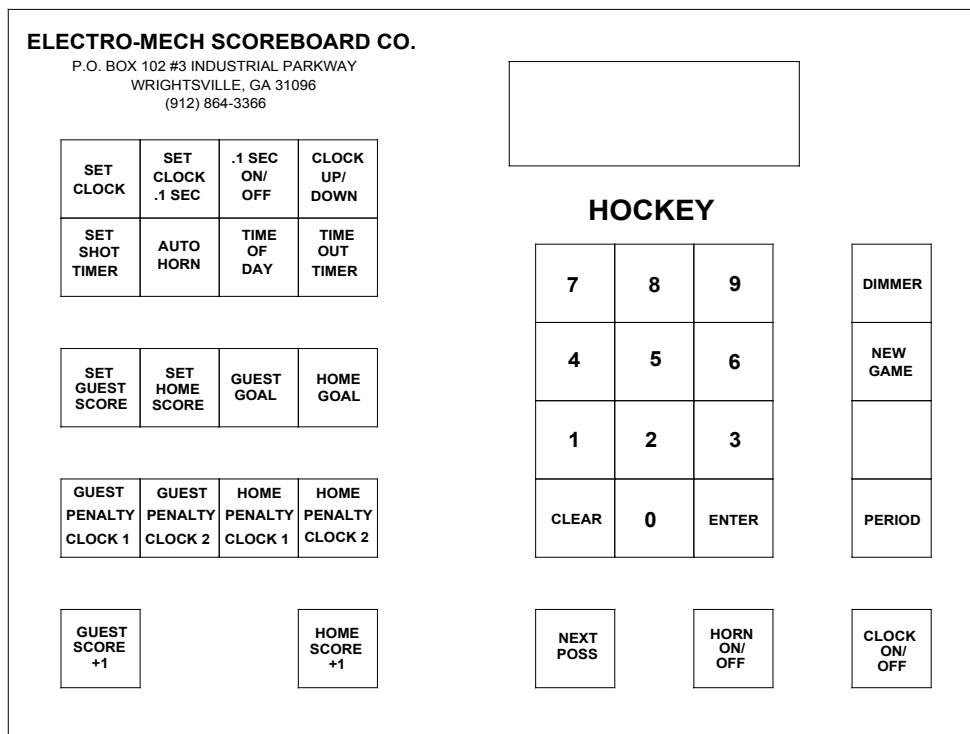 ELECTRO-MECH SCOREBOARD CO.
P.O. BOX 102 #3 INDUSTRIAL PARKWAY
WRIGHTSVILLE, GA 31096
(912) 864-3366
SET
CLOCK
SET
CLOCK
.1 SEC
.1 SEC
ON/
OFF
CLOCK
UP/
DOWN
SET
SHOT
TIMER
AUTO
HORN
TIME
OF
DAY
TIME
OUT
TIMER
SET
GUEST
SCORE
SET
HOME
SCORE
GUEST
GOAL
HOME
GOAL
GUEST
PENALTY
CLOCK 1
GUEST
PENALTY
CLOCK 2
HOME
PENALTY
CLOCK 1
HOME
PENALTY
CLOCK 2
GUEST
SCORE
+1
HOME
SCORE
+1
HOCKEY
7
8
9
4
5
6
1
2
3
CLEAR
0
ENTER
DIMMER
NEW
GAME
PERIOD
NEXT
POSS
HORN
ON/
OFF
CLOCK
ON/
OFF